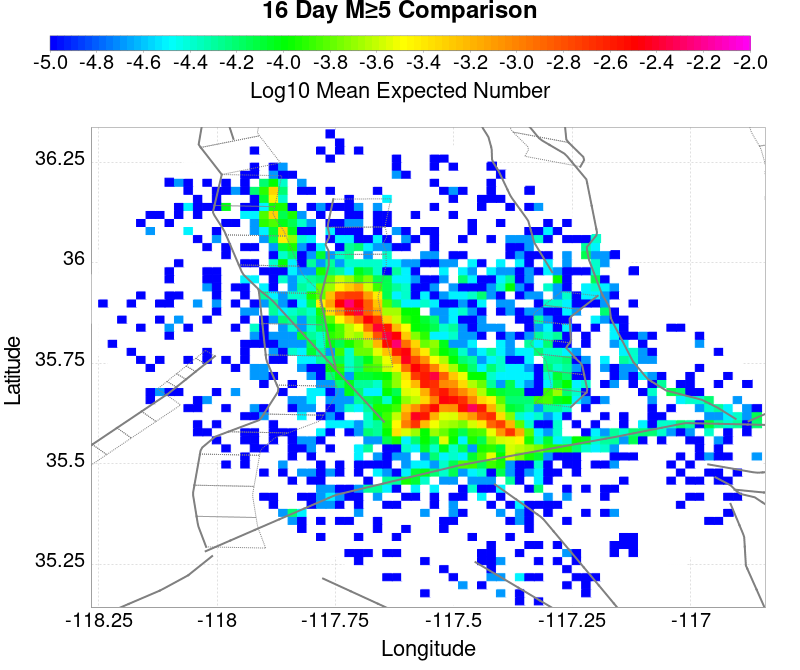 16 Day M≥5 Comparison
-5.0 -4.8 -4.6 -4.4 -4.2 -4.0 -3.8 -3.6 -3.4 -3.2 -3.0 -2.8 -2.6 -2.4 -2.2 -2.0
Log10 Mean Expected Number
36.25
36
35.75
35.5
35.25
Latitude
-118.25 -118 -117.75 -117.5 -117.25 -117
Longitude